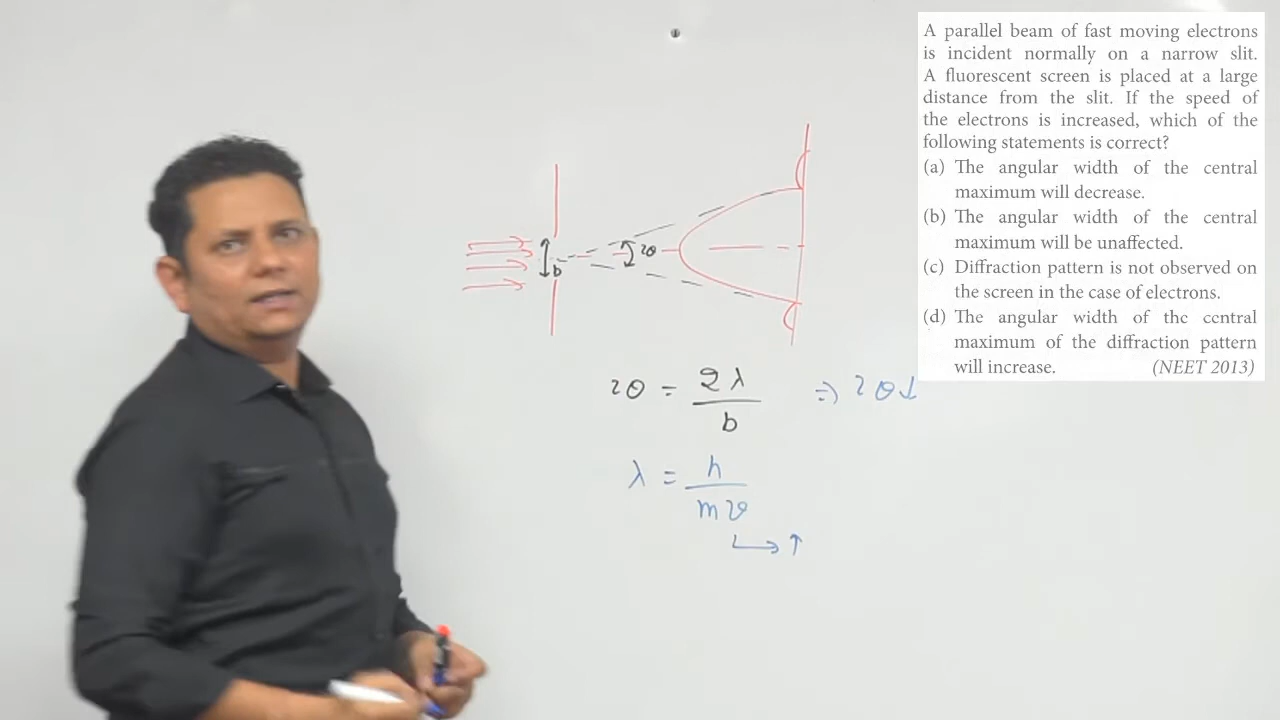 A parallel beam of fast moving electrons
is incident normally on a narrow slit.
A fluorescent screen is placed at a large
distance from the slit. If the speed of
the electrons is increased, which of the
following statements is correct?
(a) The angular width of the central
maximum will decrease.
(b) The angular width of the central
maximum will be unaffected.
(c) Diffraction pattern is not observed on
the screen in the case of electrons.
(d) The angular width of the central
maximum of the diffraction pattern
will increase. (NEET 2013)
b
2θ
2θ = 2λ / b ⇒ 2θ↓
λ = h / mv
↑